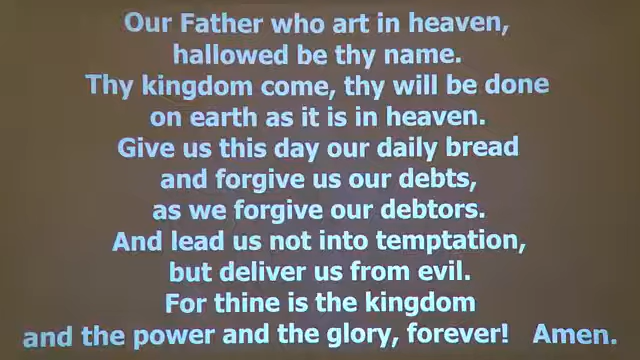 Our Father who art in heaven,
hallowed be thy name.
Thy kingdom come, thy will be done
on earth as it is in heaven.
Give us this day our daily bread
and forgive us our debts,
as we forgive our debtors.
And lead us not into temptation,
but deliver us from evil.
For thine is the kingdom
and the power and the glory, forever! Amen.